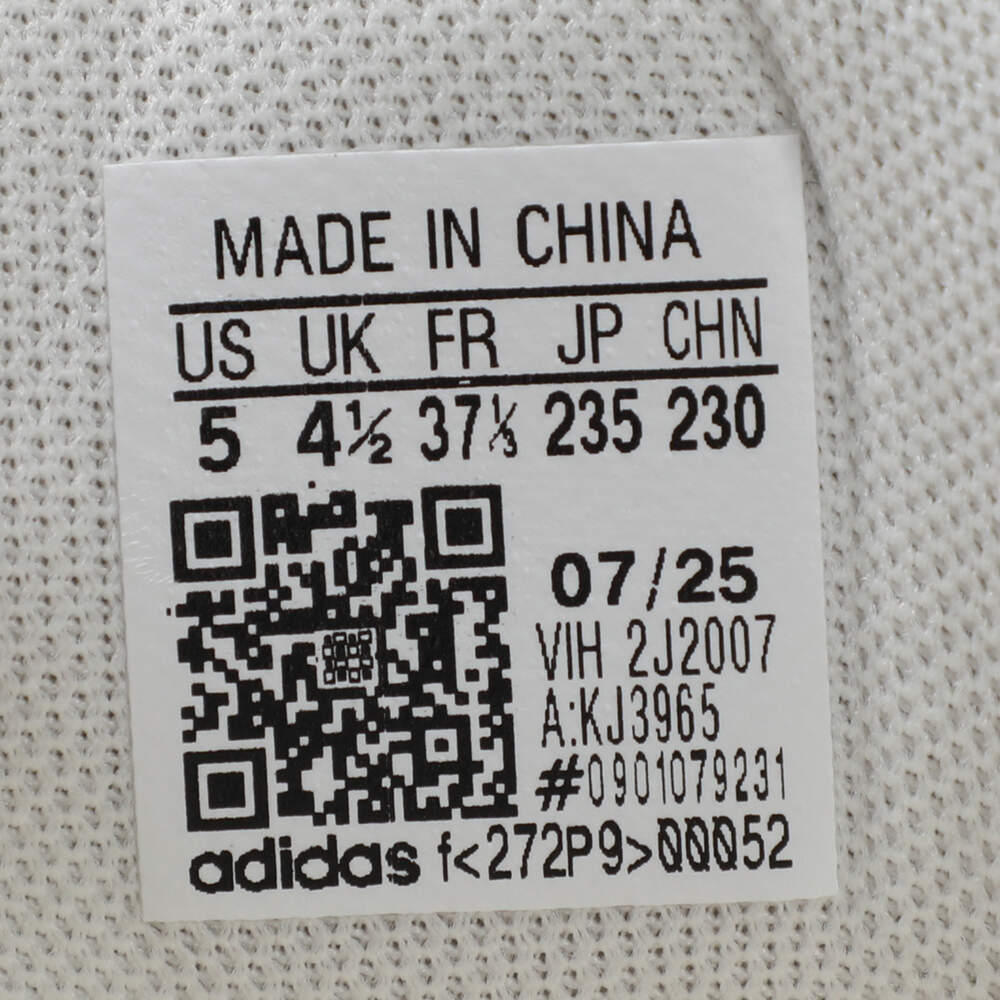 MADE IN CHINA
US UK FR JP CHN
5 4½ 37⅓ 235 230
07/25
VIH 2J2007
A:KJ3965
#0901079231
adidas f<272P9>00052